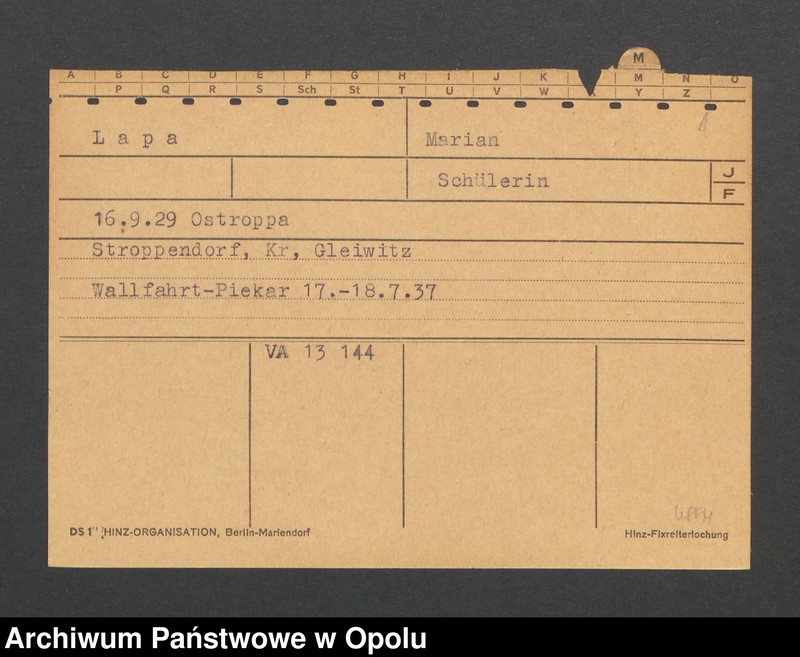 M
A B C D E F G H I J K M N O
P Q R S Sch St T U V W Y Z
Lapa Marian
Schülerin J
F
16.9.29 Ostroppa
Stroppendorf, Kr, Gleiwitz
Wallfahrt-Piekar 17.-18.7.37
VA 13 144
DS 1" HINZ-ORGANISATION, Berlin-Mariendorf Hinz-Fixreiterlochung
Archiwum Państwowe w Opolu